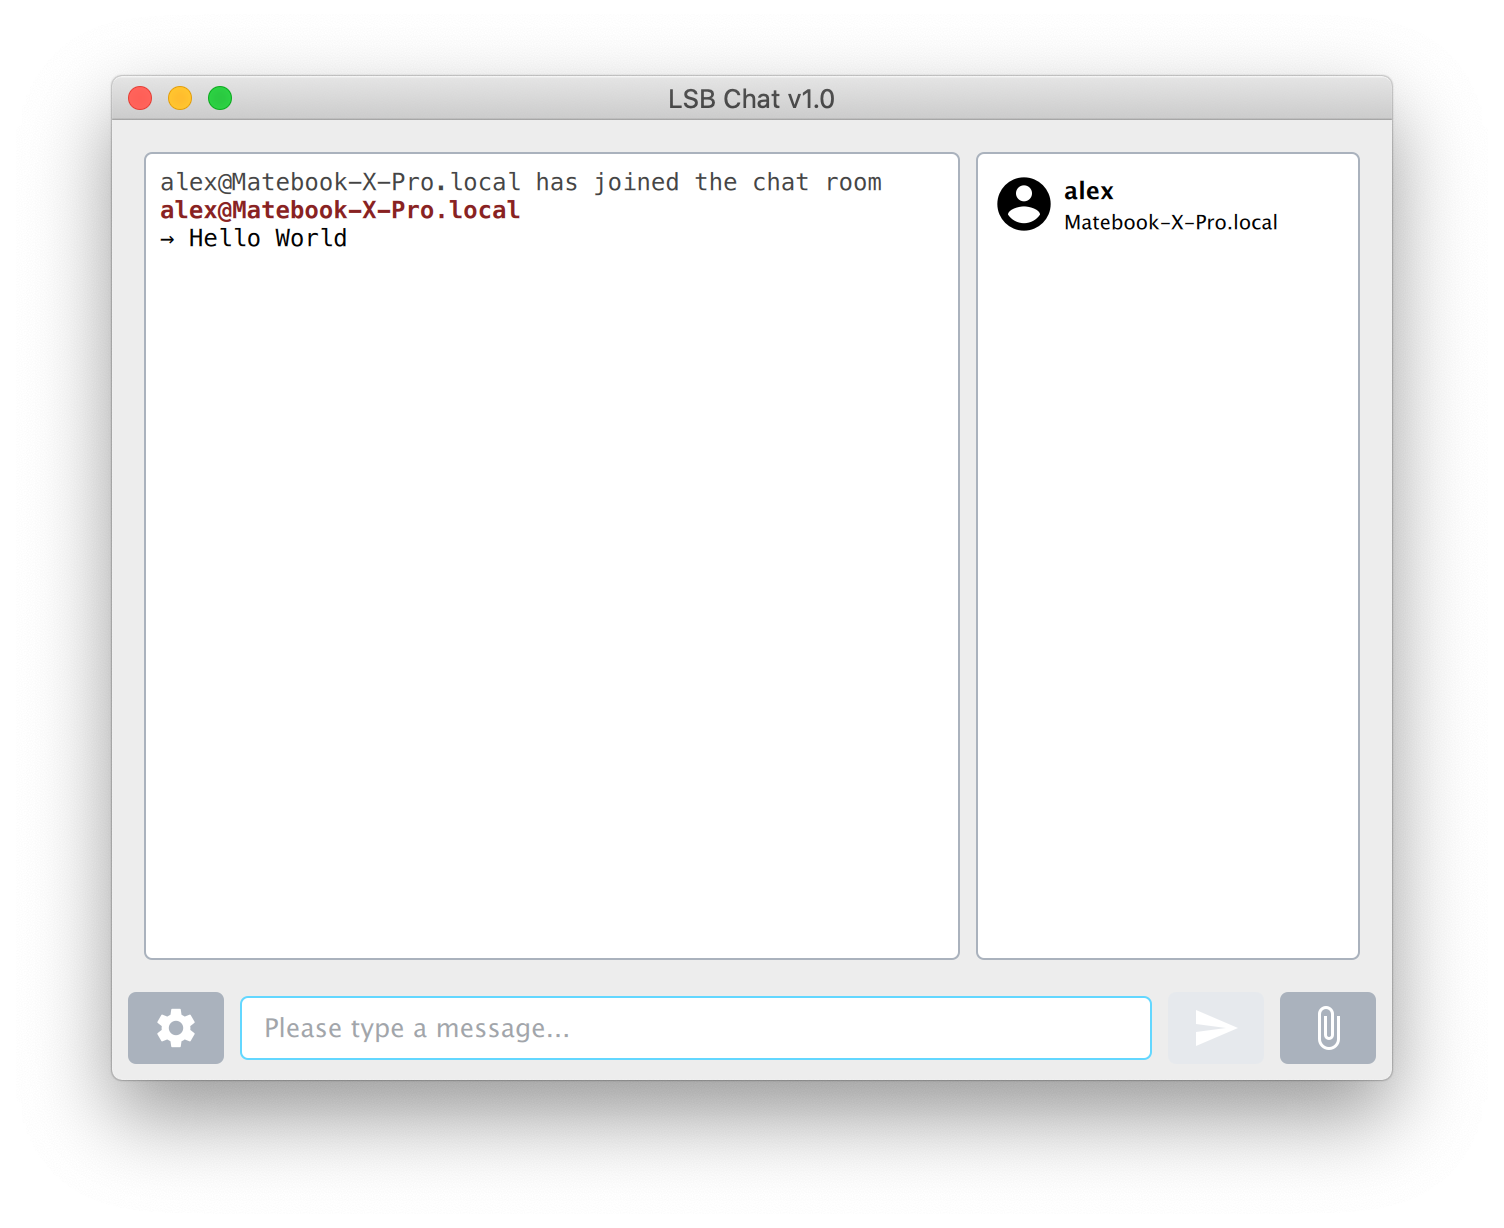 LSB Chat v1.0
alex@Matebook-X-Pro.local has joined the chat room
alex@Matebook-X-Pro.local
→ Hello World
alex
Matebook-X-Pro.local
Please type a message...